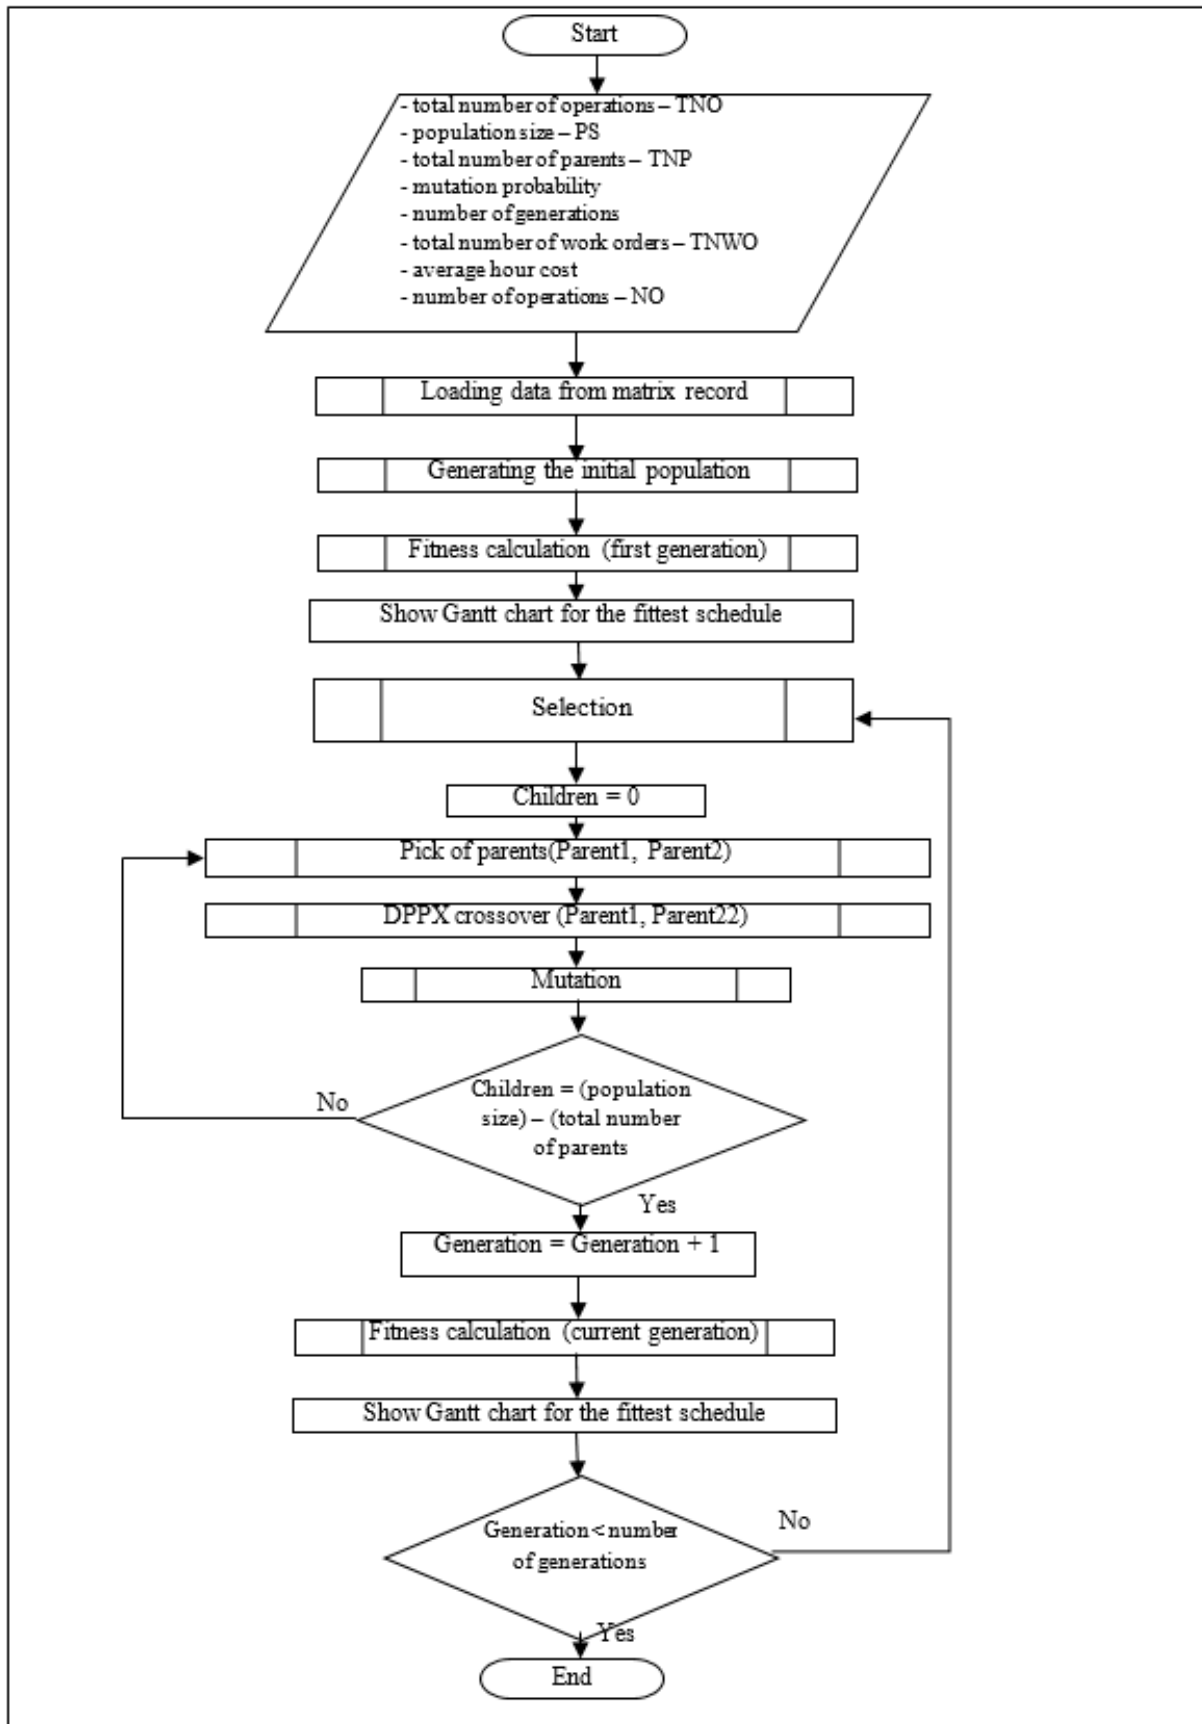 Start
- total number of operations – TNO
- population size – PS
- total number of parents – TNP
- mutation probability
- number of generations
- total number of work orders – TNWO
- average hour cost
- number of operations – NO
Loading data from matrix record
Generating the initial population
Fitness calculation (first generation)
Show Gantt chart for the fittest schedule
Selection
Children = 0
Pick of parents(Parent1, Parent2)
DPPX crossover (Parent1, Parent22)
Mutation
Children = (population
size) – (total number
of parents
No
Yes
Generation = Generation + 1
Fitness calculation (current generation)
Show Gantt chart for the fittest schedule
Generation < number
of generations
No
Yes
End